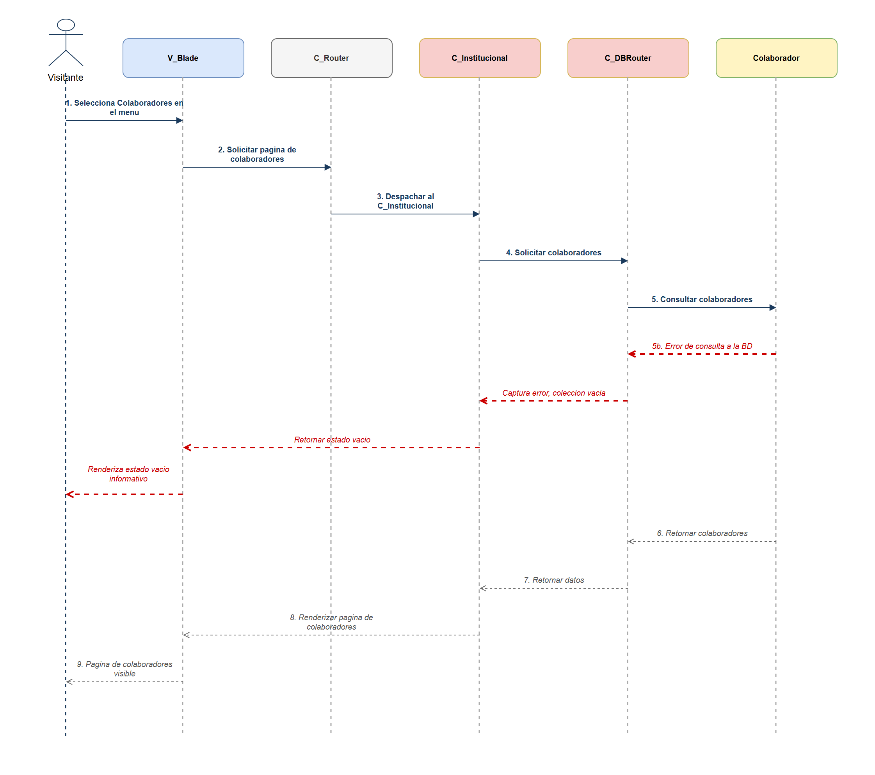 V_Blade
C_Router
C_Institucional
C_DBRouter
Colaborador
Visitante
1. Selecciona Colaboradores en
el menu
2. Solicitar pagina de
colaboradores
3. Despachar al
C_Institucional
4. Solicitar colaboradores
5. Consultar colaboradores
5b. Error de consulta a la BD
Captura error, coleccion vacia
Retornar estado vacio
Renderiza estado vacio
informativo
6. Retornar colaboradores
7. Retornar datos
8. Renderizar pagina de
colaboradores
9. Pagina de colaboradores
visible